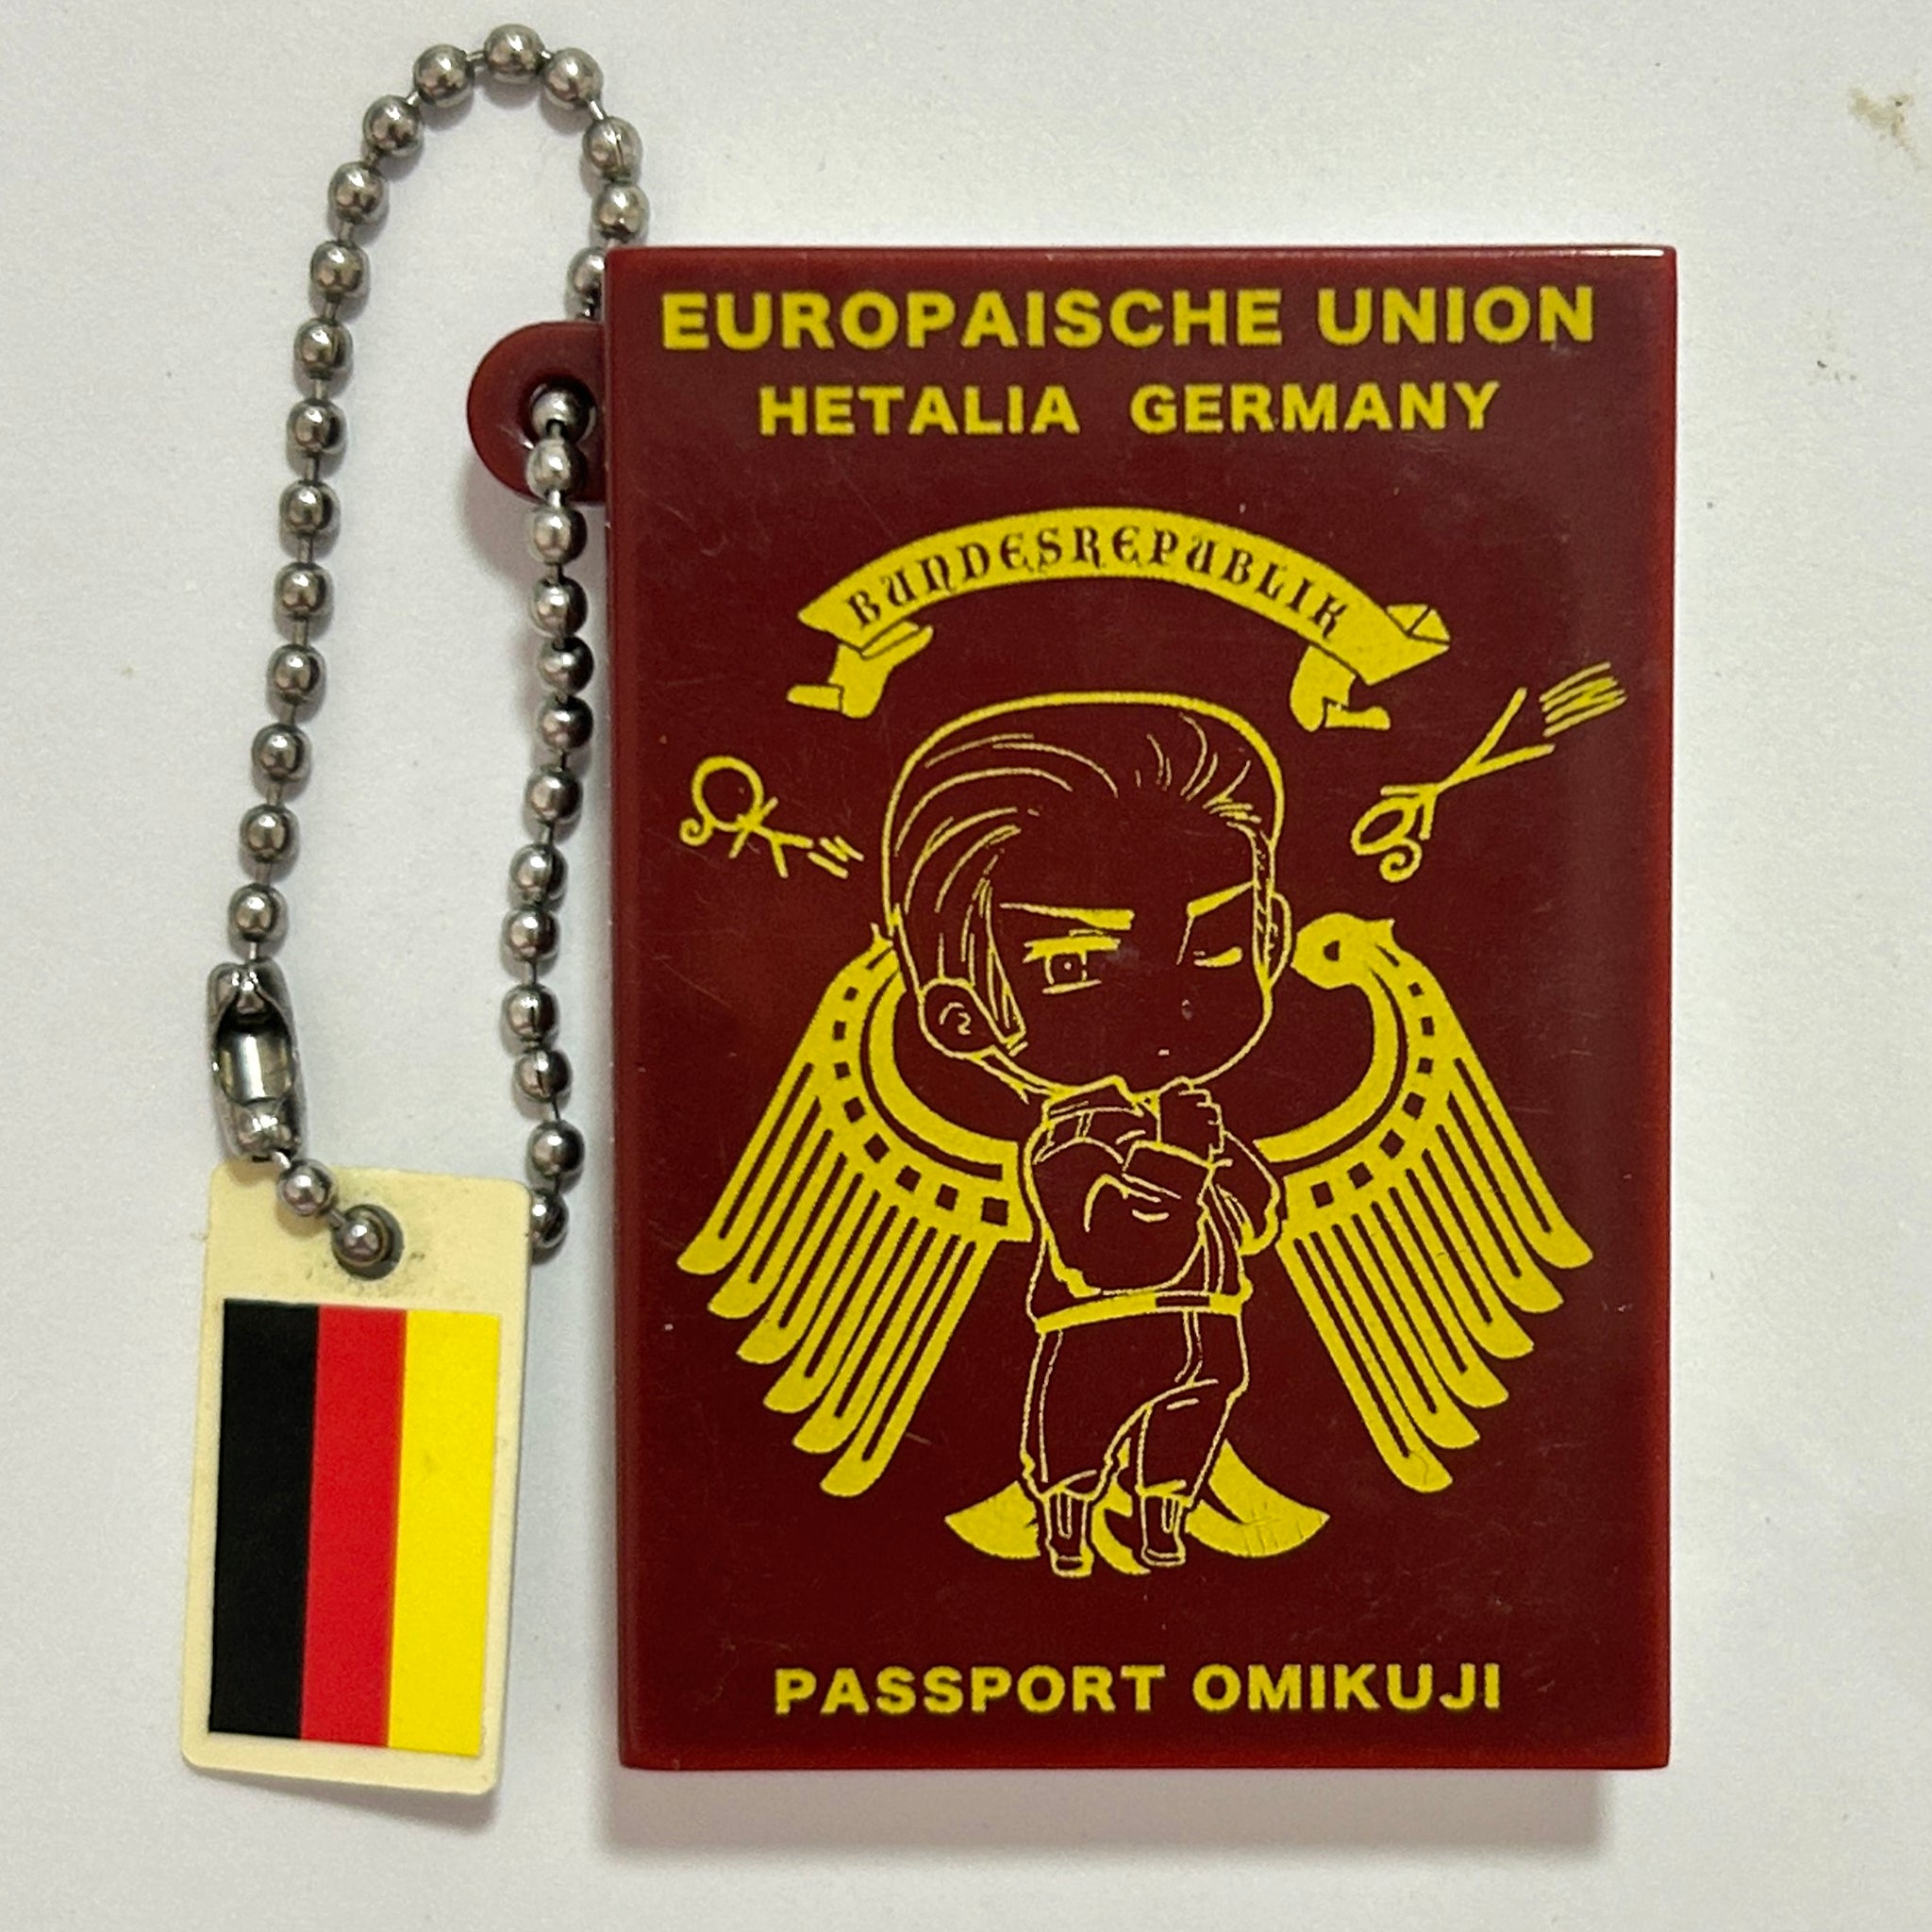 EUROPAISCHE UNION
HETALIA GERMANY
BUNDESREPUBLIK
PASSPORT OMIKUJI